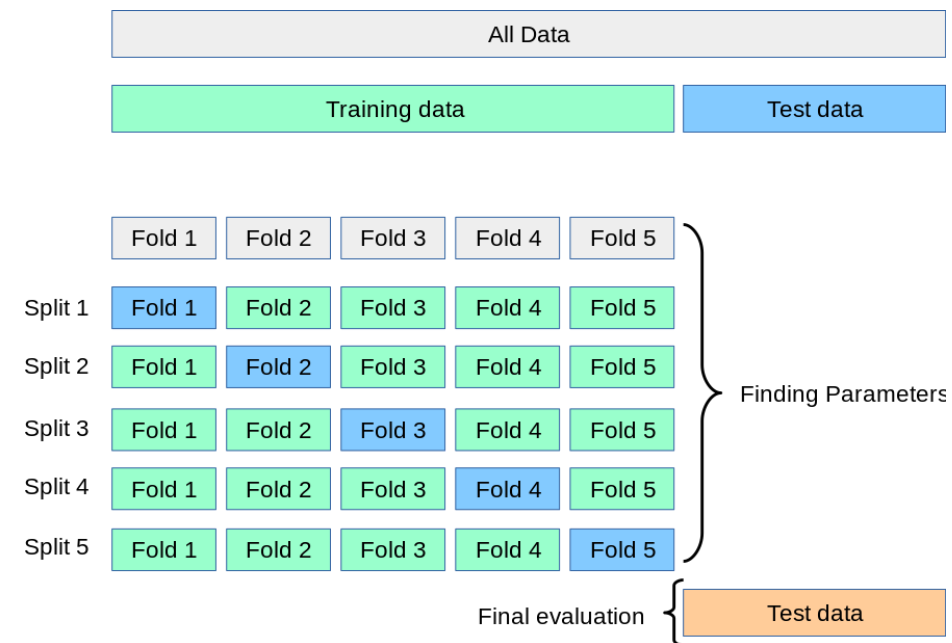 All Data
Training data Test data
Fold 1 Fold 2 Fold 3 Fold 4 Fold 5
Split 1 Fold 1 Fold 2 Fold 3 Fold 4 Fold 5
Split 2 Fold 1 Fold 2 Fold 3 Fold 4 Fold 5
Finding Parameters
Split 3 Fold 1 Fold 2 Fold 3 Fold 4 Fold 5
Split 4 Fold 1 Fold 2 Fold 3 Fold 4 Fold 5
Split 5 Fold 1 Fold 2 Fold 3 Fold 4 Fold 5
Final evaluation Test data